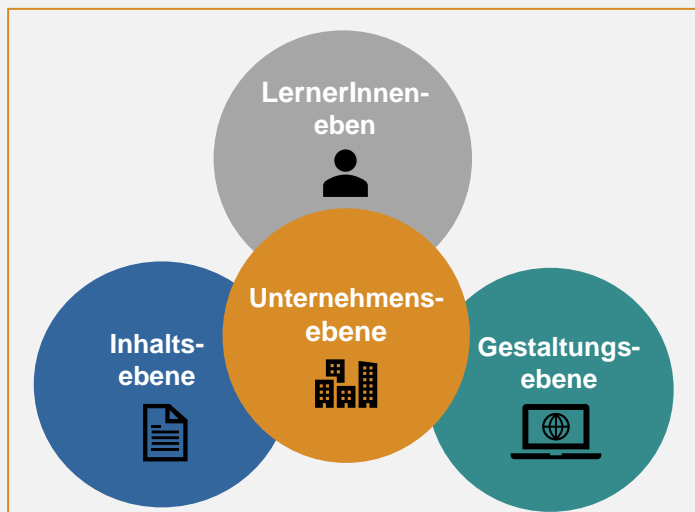 LernerInnen-
eben
Unternehmens-
ebene
Inhalts-
ebene
Gestaltungs-
ebene